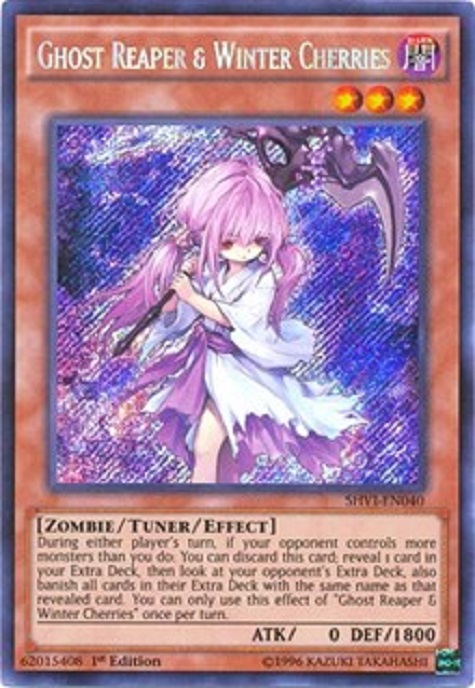 GHOST REAPER & WINTER CHERRIES
SHVI-EN040
[ZOMBIE/TUNER/EFFECT]
During either player's turn, if your opponent controls more
monsters than you do: You can discard this card; reveal 1 card in
your Extra Deck, then look at your opponent's Extra Deck, also
banish all cards in their Extra Deck with the same name as that
revealed card. You can only use this effect of "Ghost Reaper &
Winter Cherries" once per turn.
ATK/ 0 DEF/1800
62015408 1st Edition ©1996 KAZUKI TAKAHASHI